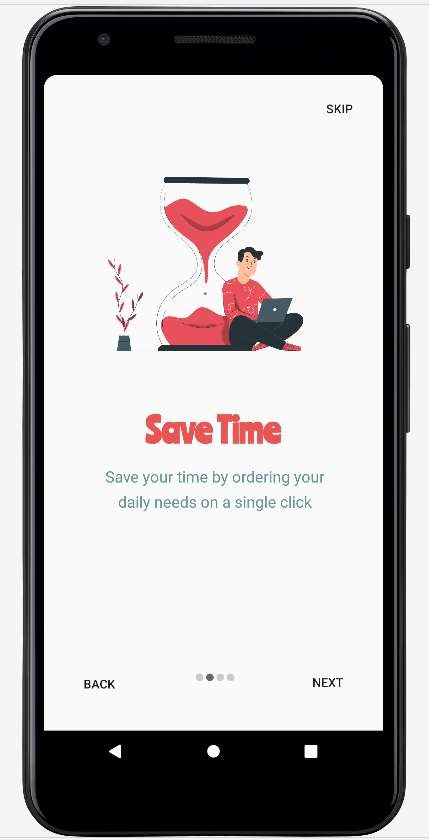 SKIP
Save Time
Save your time by ordering your
daily needs on a single click
BACK
NEXT